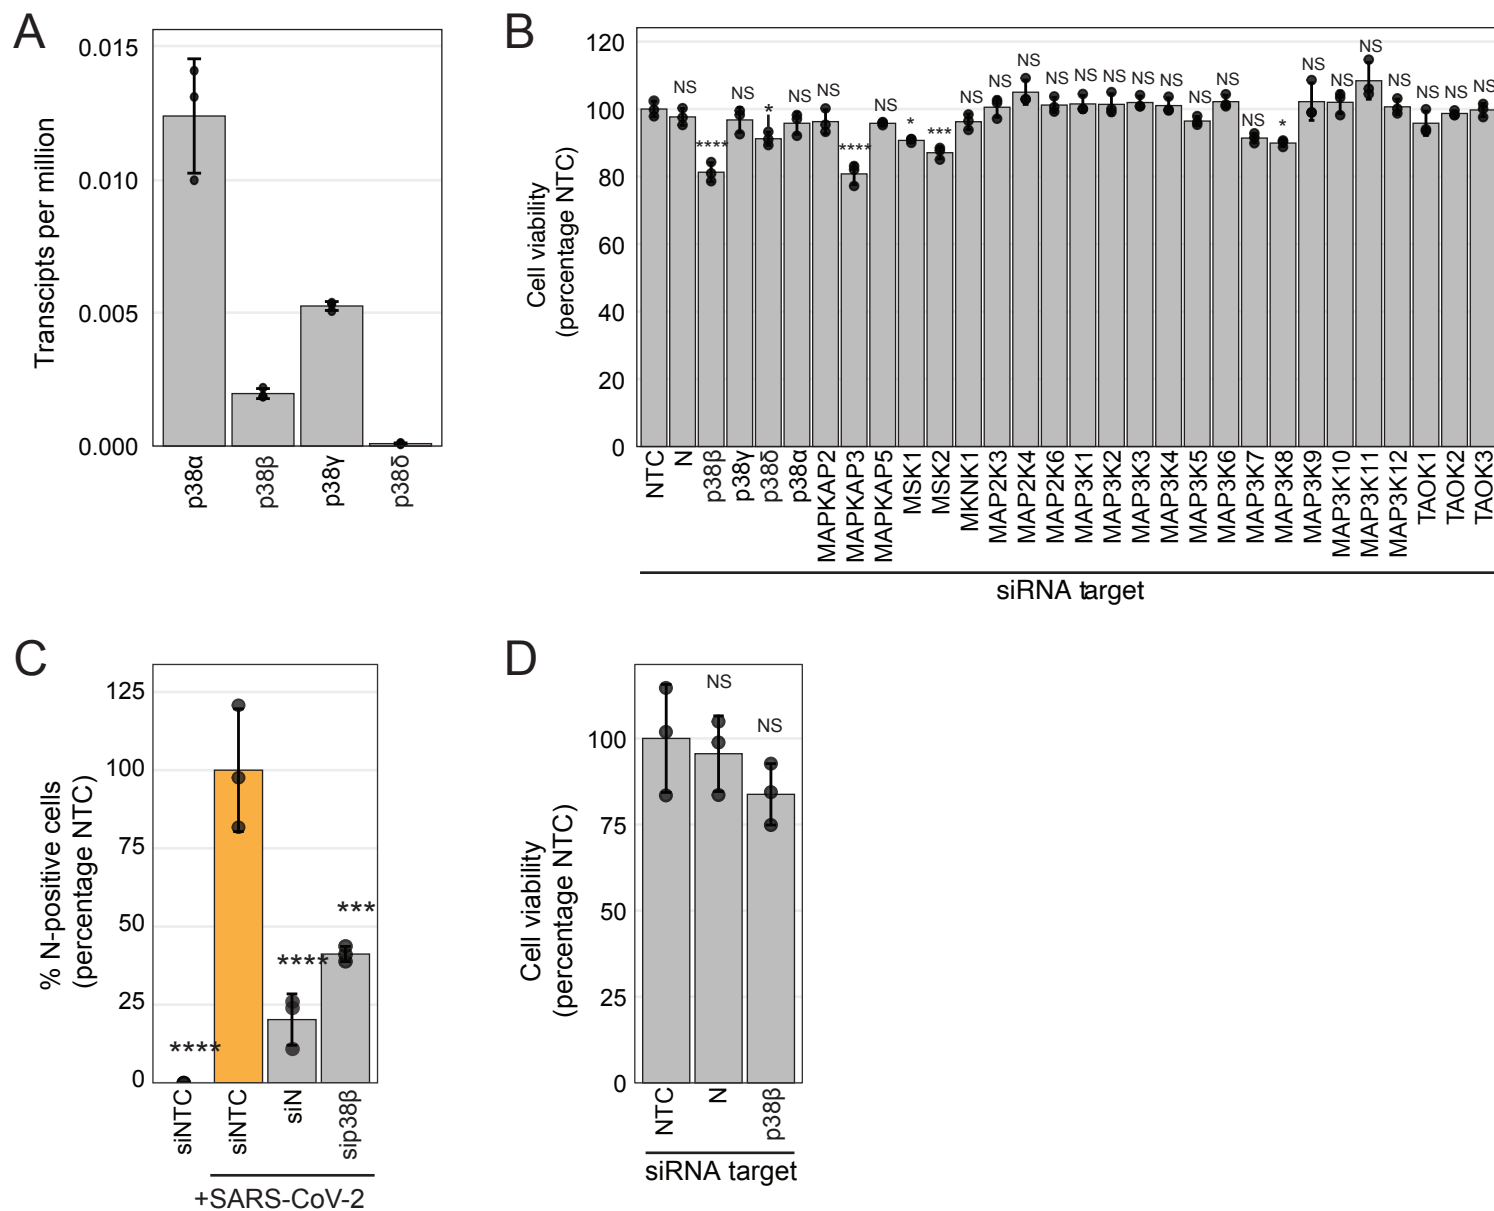 A
Transcipts per million
0.015
0.010
0.005
0.000
p38α
p38β
p38γ
p38δ
B
Cell viability
(percentage NTC)
120
100
80
60
40
20
0
NS
****
NS
*
NS
NS
****
NS
*
***
NS
NS
NS
NS
NS
NS
NS
NS
NS
NS
NS
*
NS
NS
NS
NS
NS
NS
NS
NTC
N
p38β
p38γ
p38δ
p38α
MAPKAP2
MAPKAP3
MAPKAP5
MSK1
MSK2
MKNK1
MAP2K3
MAP2K4
MAP2K6
MAP3K1
MAP3K2
MAP3K3
MAP3K4
MAP3K5
MAP3K6
MAP3K7
MAP3K8
MAP3K9
MAP3K10
MAP3K11
MAP3K12
TAOK1
TAOK2
TAOK3
siRNA target
C
% N-positive cells
(percentage NTC)
125
100
75
50
25
0
****
****
***
siNTC
siNTC
siN
sip38β
+SARS-CoV-2
D
Cell viability
(percentage NTC)
100
75
50
25
0
NS
NS
NTC
N
p38β
siRNA target